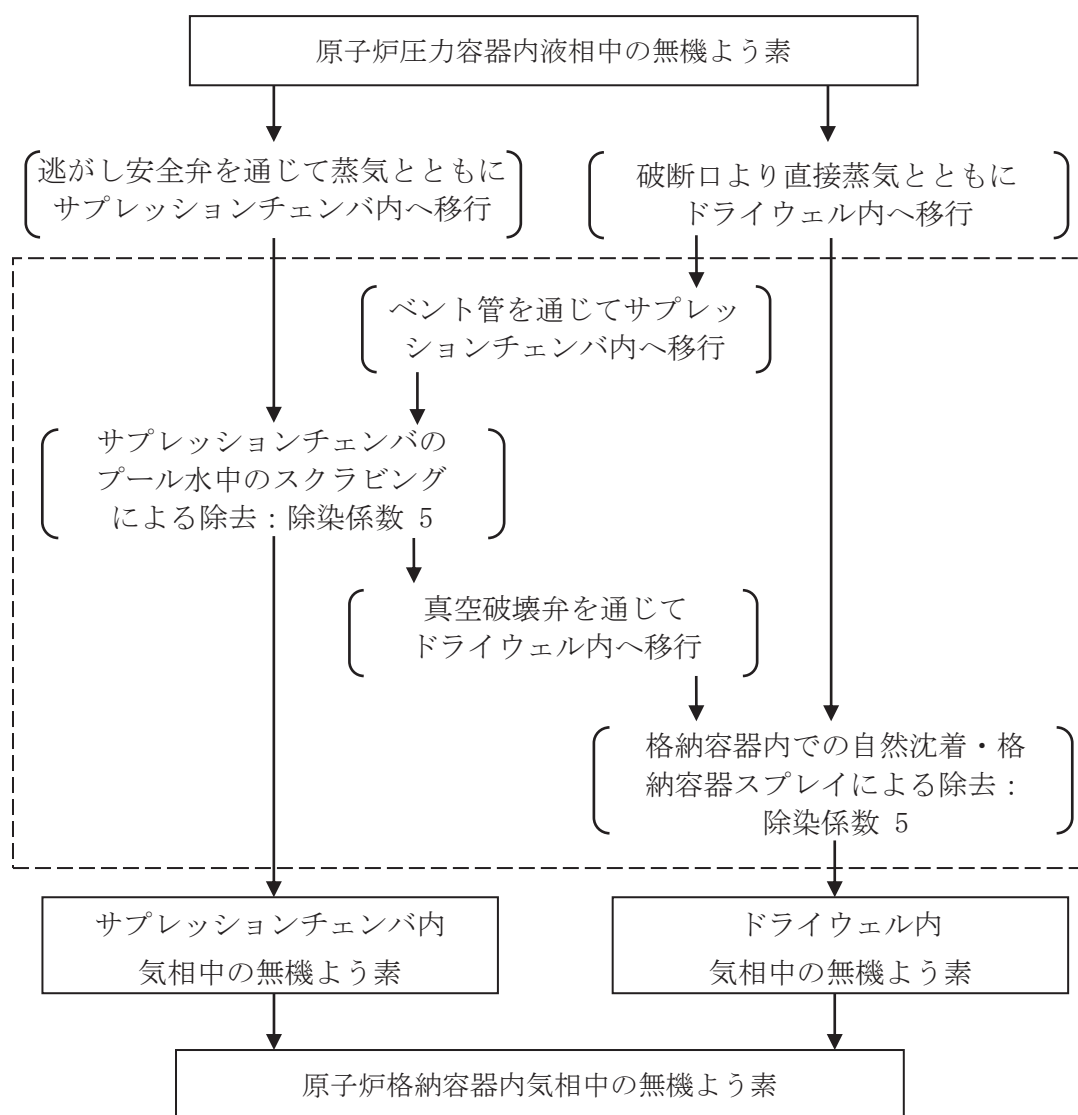 原子炉圧力容器内液相中の無機よう素
逃がし安全弁を通じて蒸気とともに
サプレッションチェンバ内へ移行
破断口より直接蒸気とともに
ドライウェル内へ移行
ベント管を通じてサプレッ
ションチェンバ内へ移行
サプレッションチェンバの
プール水中のスクラビング
による除去：除染係数 5
真空破壊弁を通じて
ドライウェル内へ移行
格納容器内での自然沈着・格
納容器スプレイによる除去：
除染係数 5
サプレッションチェンバ内
気相中の無機よう素
ドライウェル内
気相中の無機よう素
原子炉格納容器内気相中の無機よう素